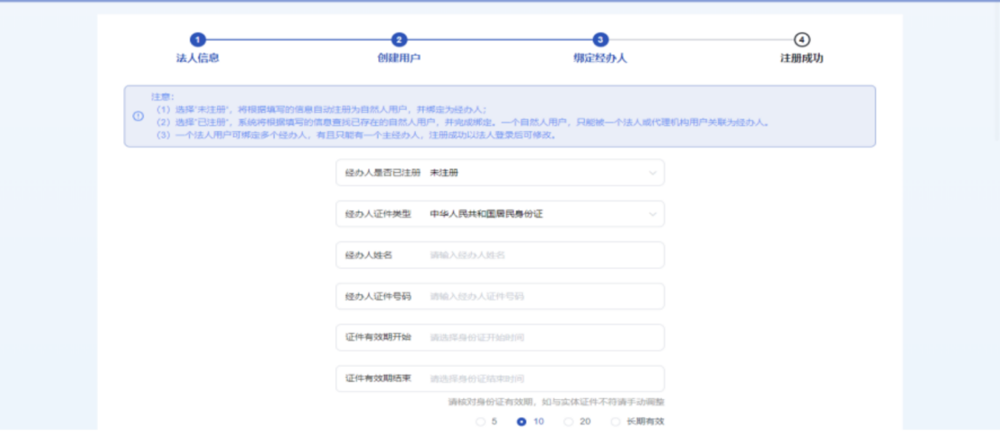 1 2 3 4
法人信息 创建用户 绑定经办人 注册成功
注意：
（1）选择“未注册”，将根据填写的信息自动注册为自然人用户，并绑定为经办人；
（2）选择“已注册”，系统将根据填写的信息查找已存在的自然人用户，并完成绑定。一个自然人用户，只能被一个法人或代理机构用户关联为经办人。
（3）一个法人用户可绑定多个经办人，有且只能有一个主经办人，注册成功以法人登录后可修改。
经办人是否已注册 未注册
经办人证件类型 中华人民共和国居民身份证
经办人姓名 请输入经办人姓名
经办人证件号码 请输入经办人证件号码
证件有效期开始 请选择身份证开始时间
证件有效期结束 请选择身份证结束时间
请核对身份证有效期，如与实体证件不符请手动调整
5 10 20 长期有效